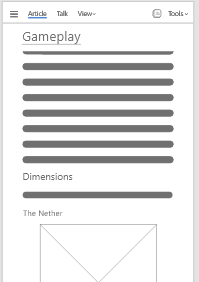 Article Talk View Tools
Gameplay
Dimensions
The Nether